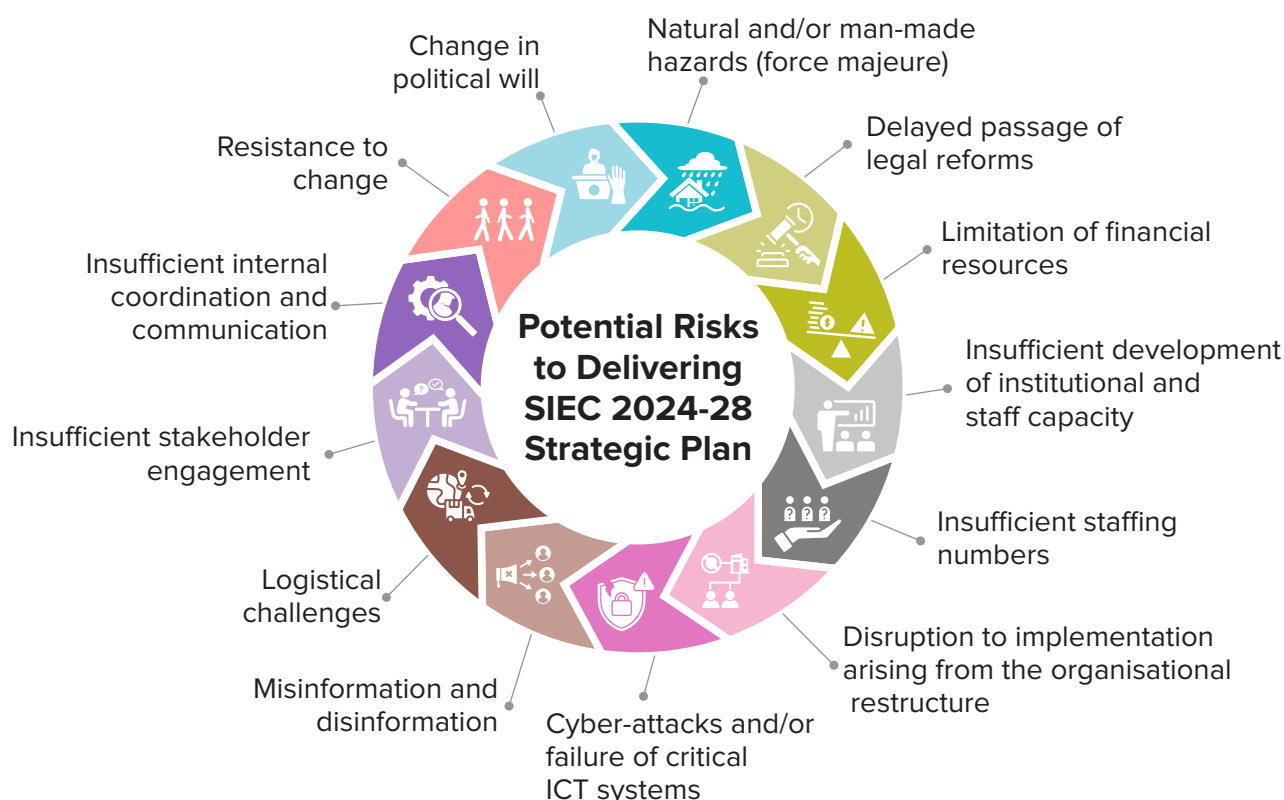 Potential Risks
to Delivering
SIEC 2024-28
Strategic Plan
Natural and/or man-made
hazards (force majeure)
Delayed passage of
legal reforms
Limitation of financial
resources
Insufficient development
of institutional and
staff capacity
Insufficient staffing
numbers
Disruption to implementation
arising from the organisational
restructure
Cyber-attacks and/or
failure of critical
ICT systems
Misinformation and
disinformation
Logistical
challenges
Insufficient stakeholder
engagement
Insufficient internal
coordination and
communication
Resistance to
change
Change in
political will